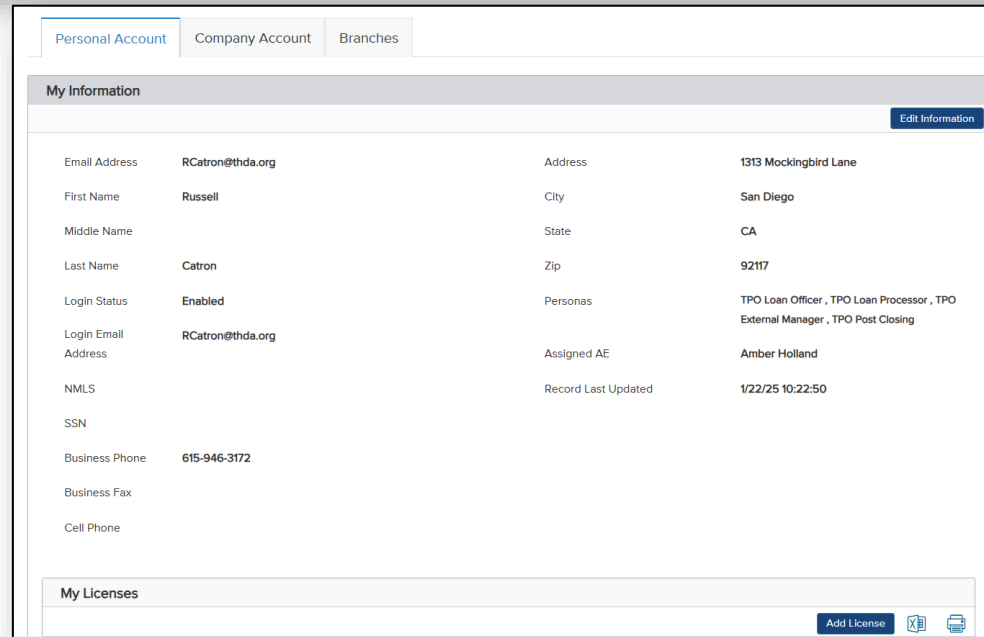 Personal Account Company Account Branches
My Information
Edit Information
Email Address RCatron@thda.org
First Name Russell
Middle Name
Last Name Catron
Login Status Enabled
Login Email
Address RCatron@thda.org
NMLS
SSN
Business Phone 615-946-3172
Business Fax
Cell Phone
Address 1313 Mockingbird Lane
City San Diego
State CA
Zip 92117
Personas TPO Loan Officer , TPO Loan Processor , TPO
External Manager , TPO Post Closing
Assigned AE Amber Holland
Record Last Updated 1/22/25 10:22:50
My Licenses
Add License